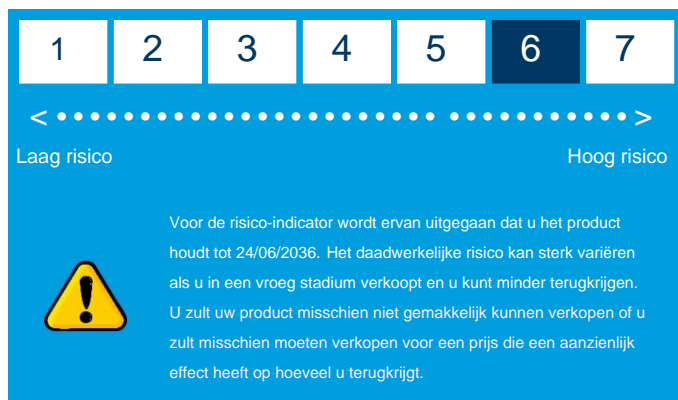 1 2 3 4 5 6 7
< >
Laag risico Hoog risico
Voor de risico-indicator wordt ervan uitgegaan dat u het product
houdt tot 24/06/2036. Het daadwerkelijke risico kan sterk variëren
als u in een vroeg stadium verkoopt en u kunt minder terugkrijgen.
U zult uw product misschien niet gemakkelijk kunnen verkopen of u
zult misschien moeten verkopen voor een prijs die een aanzienlijk
effect heeft op hoeveel u terugkrijgt.